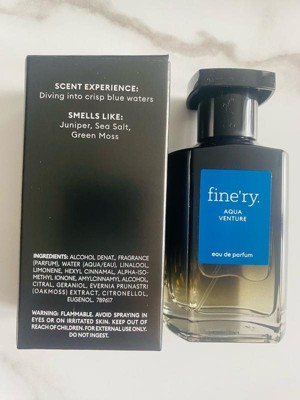 SCENT EXPERIENCE:
Diving into crisp blue waters
SMELLS LIKE:
Juniper, Sea Salt,
Green Moss
INGREDIENTS: ALCOHOL DENAT, FRAGRANCE
(PARFUM), WATER (AQUA/EAU), LINALOOL,
LIMONENE, HEXYL CINNAMAL, ALPHA-ISO-
METHYL IONONE, AMYLCINNAMYL ALCOHOL,
CITRAL, GERANIOL, EVERNIA PRUNASTRI
(OAKMOSS) EXTRACT, CITRONELLOL,
EUGENOL. 789617
WARNING: FLAMMABLE. AVOID SPRAYING IN
EYES OR ON IRRITATED SKIN. KEEP OUT OF
REACH OF CHILDREN. FOR EXTERNAL USE ONLY.
DO NOT INGEST.
fine'ry.
AQUA
VENTURE
eau de parfum